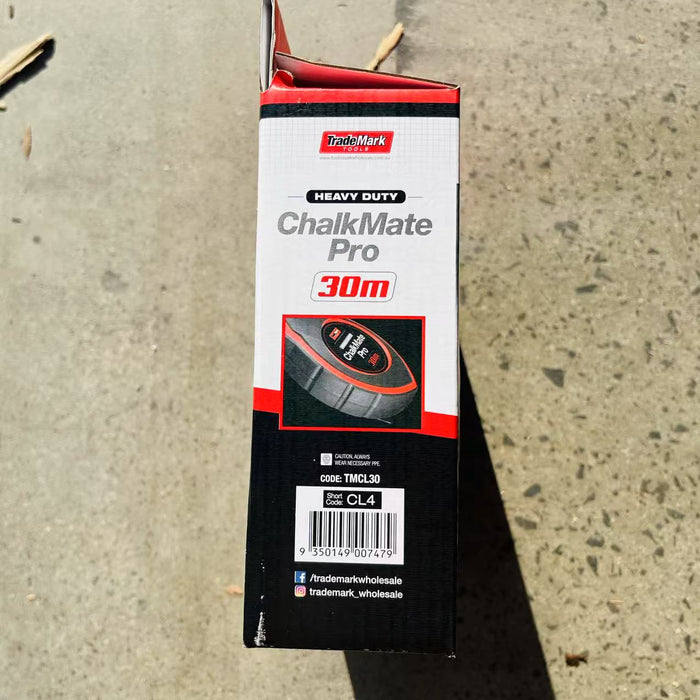 TradeMark
TOOLS
HEAVY DUTY
ChalkMate
Pro
30m
ChalkMate
Pro
30m
CAUTION, ALWAYS
WEAR NECESSARY PPE.
CODE: TMCL30
Short
Code: CL4
9 350149 007479
/trademarkwholesale
trademark_wholesale